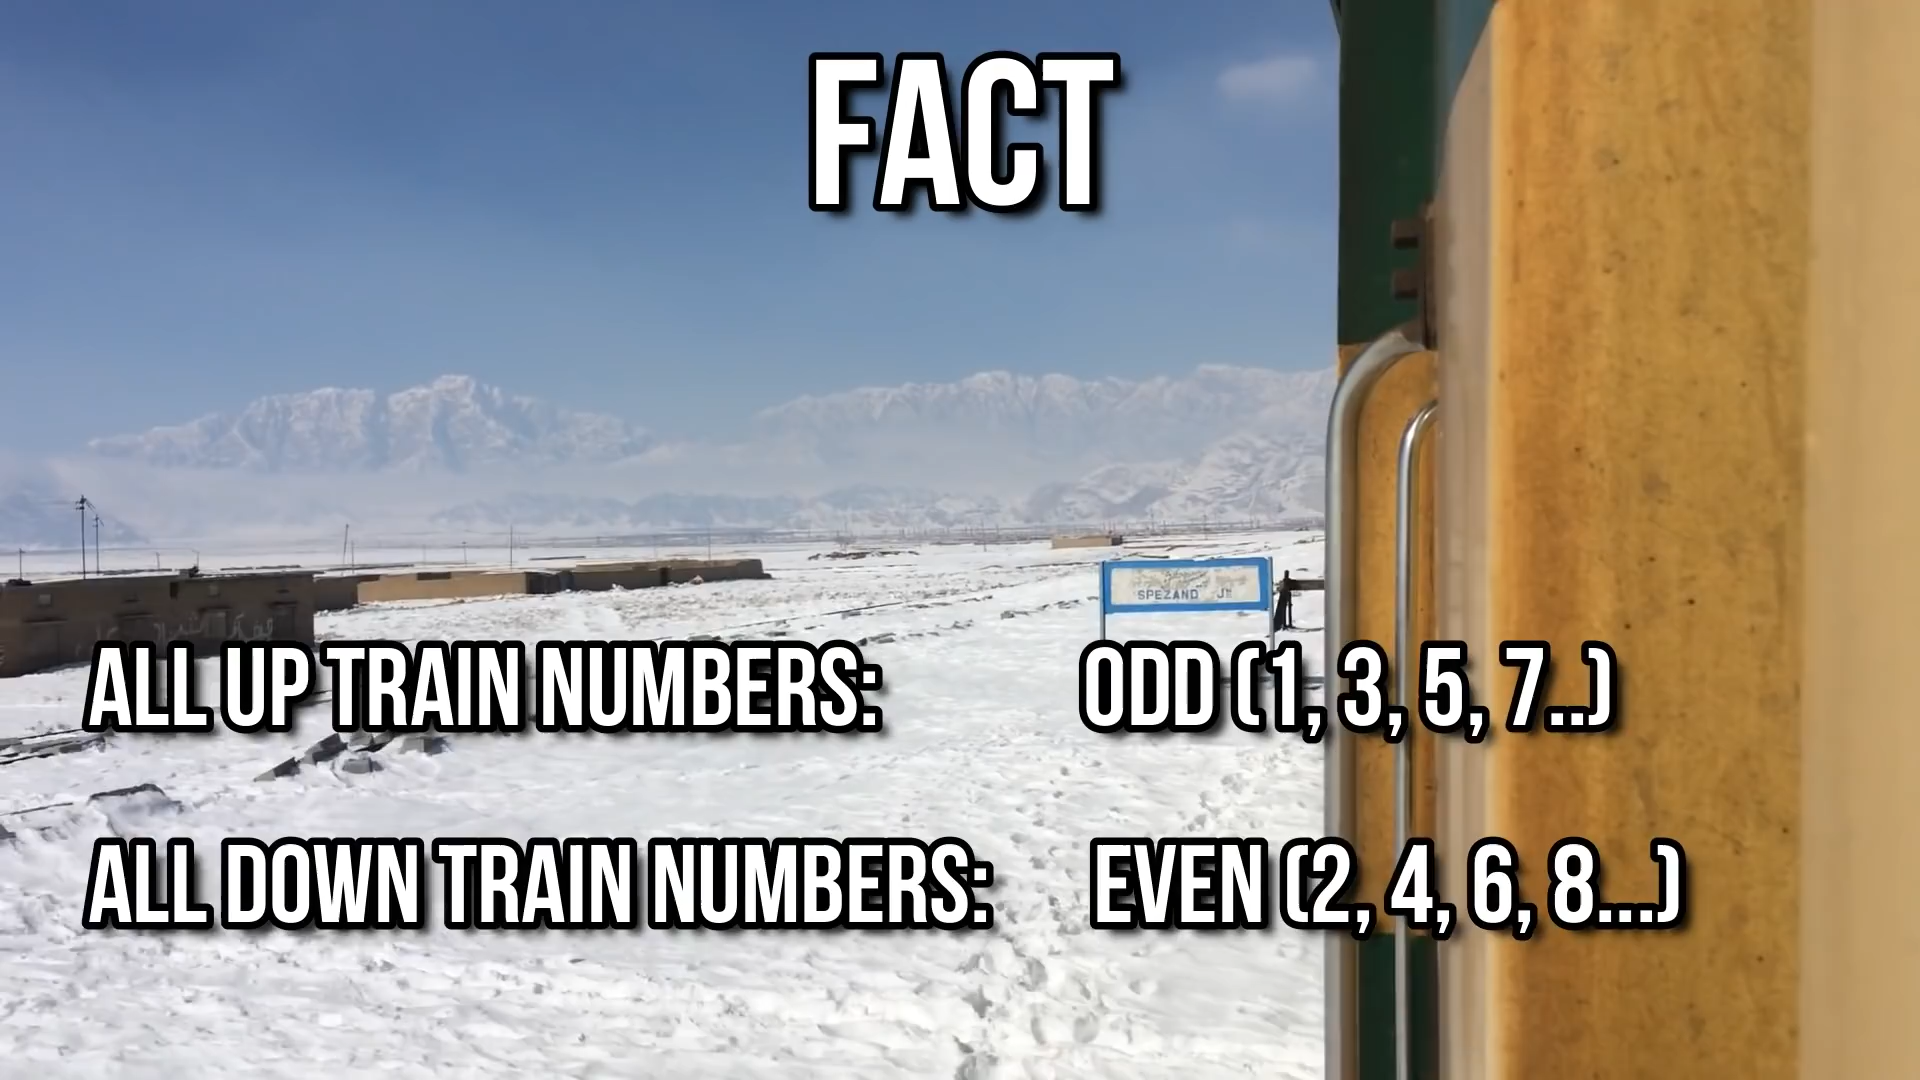 FACT
SPEZAND Jn
ALL UP TRAIN NUMBERS: ODD (1, 3, 5, 7..)
ALL DOWN TRAIN NUMBERS: EVEN (2, 4, 6, 8...)